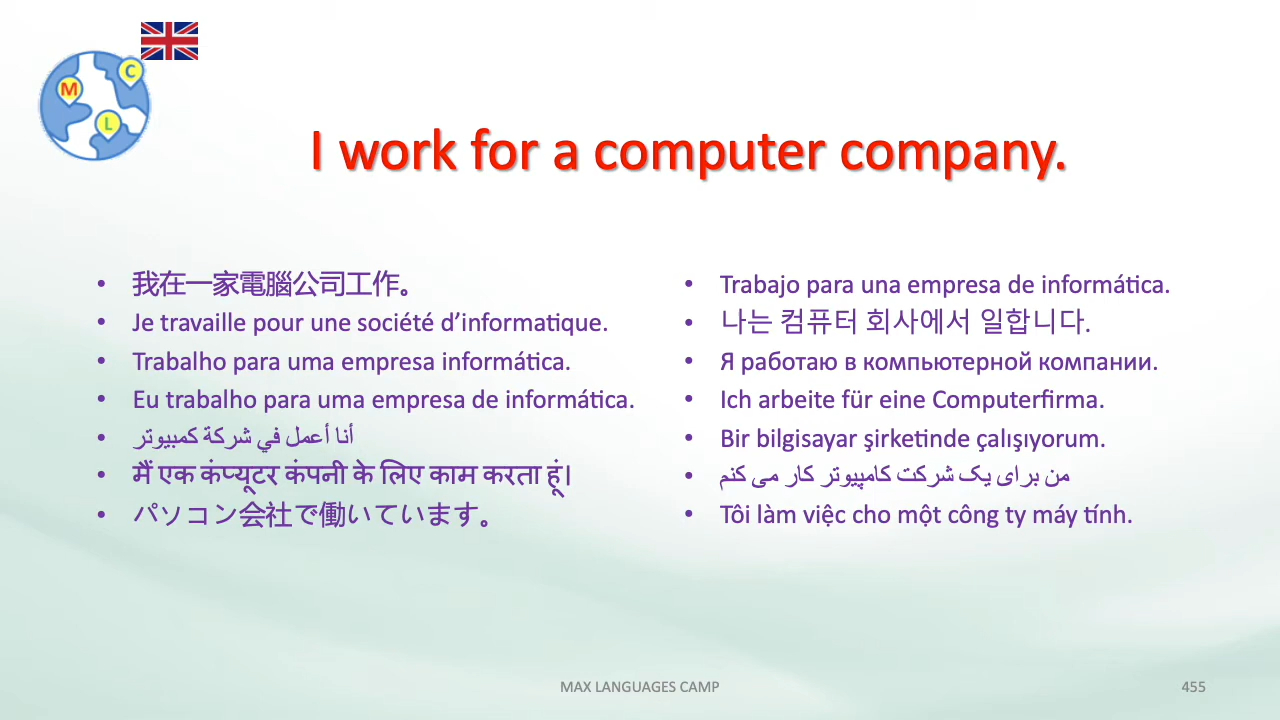 M
C
L
I work for a computer company.
我在一家電腦公司工作。
Je travaille pour une société d’informatique.
Trabalho para uma empresa informática.
Eu trabalho para uma empresa de informática.
أنا أعمل في شركة كمبيوتر
मैं एक कंप्यूटर कंपनी के लिए काम करता हूं।
パソコン会社で働いています。
Trabajo para una empresa de informática.
나는 컴퓨터 회사에서 일합니다.
Я работаю в компьютерной компании.
Ich arbeite für eine Computerfirma.
Bir bilgisayar şirketinde çalışıyorum.
من برای یک شرکت کامپیوتر کار می کنم
Tôi làm việc cho một công ty máy tính.
MAX LANGUAGES CAMP
455